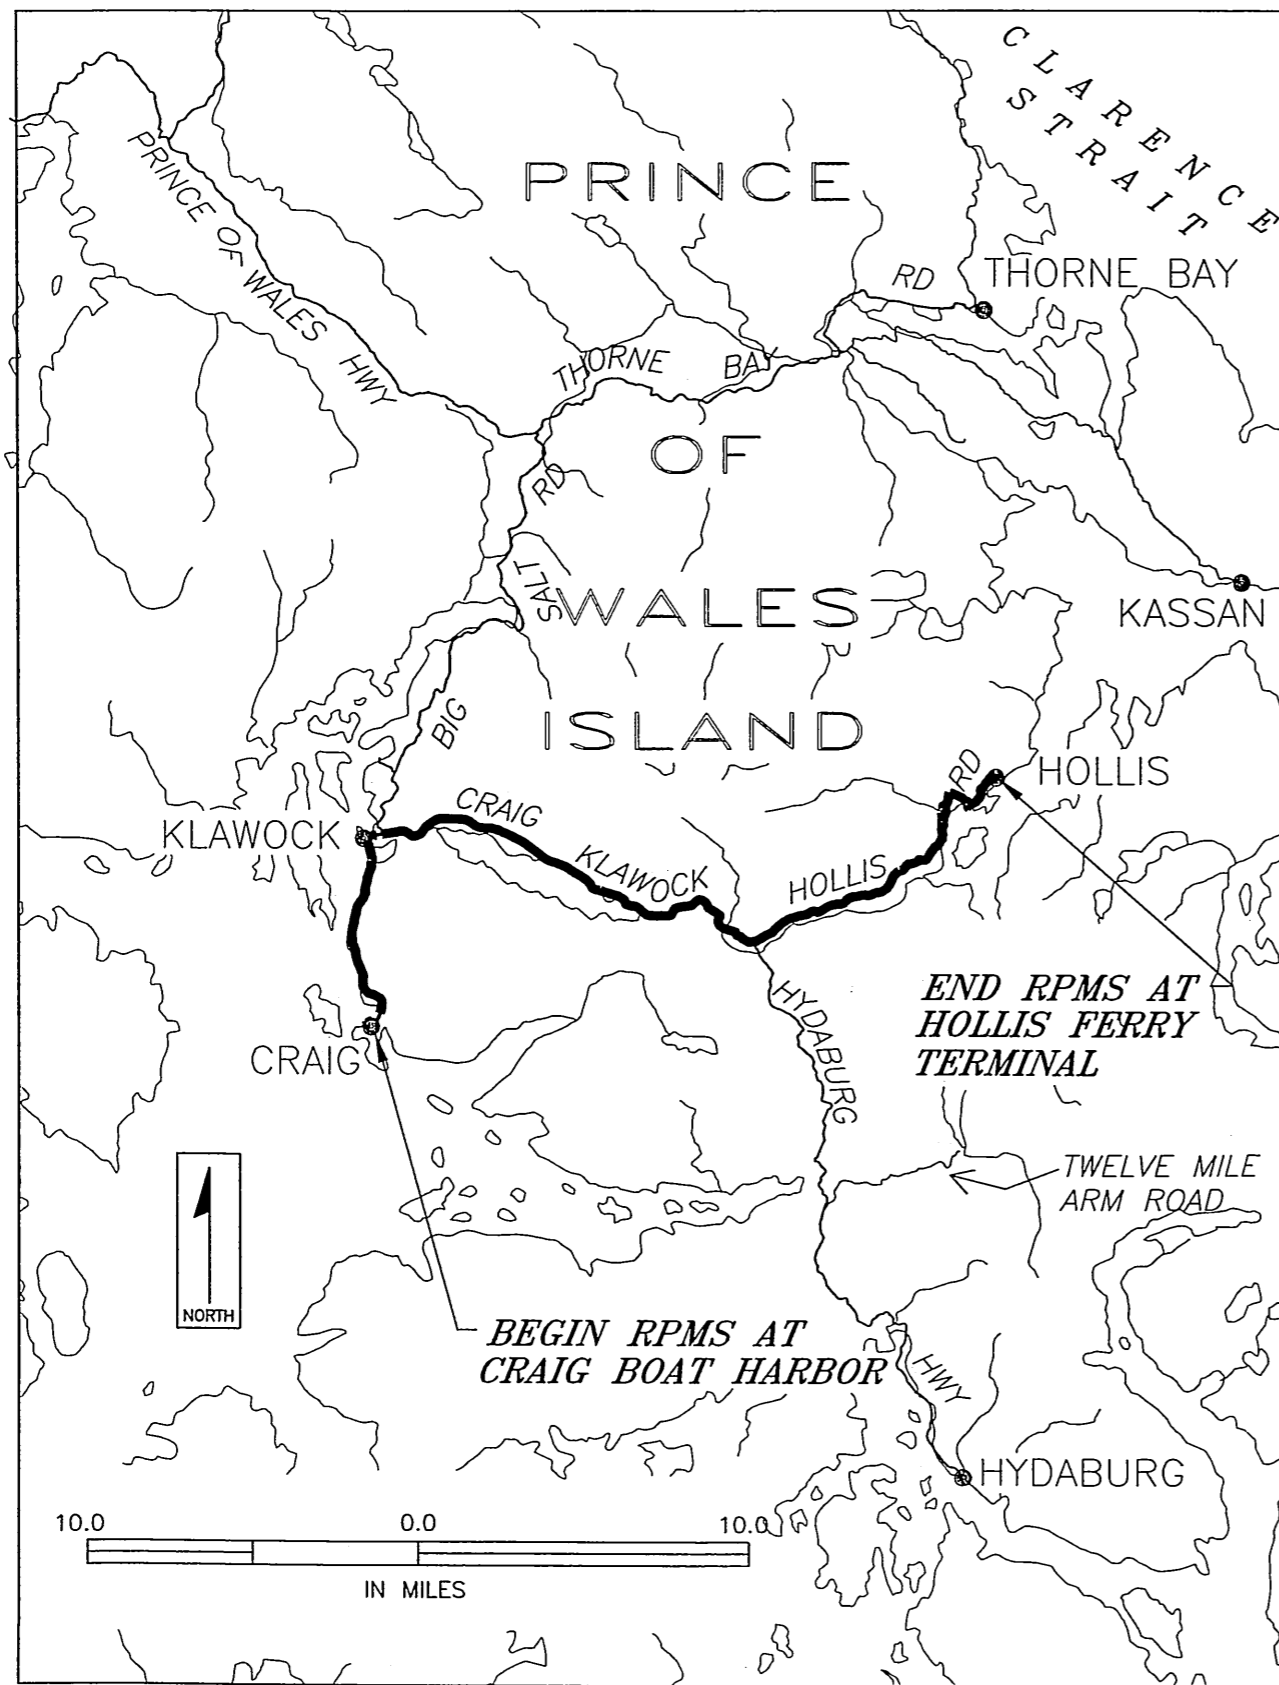 CLARENCE
STRAIT
PRINCE
OF
WALES
ISLAND
PRINCE OF WALES HWY
RD
THORNE BAY
THORNE BAY
RD
SALT
BIG
KASSAN
HOLLIS
RD
KLAWOCK
CRAIG
KLAWOCK
HOLLIS
CRAIG
HYDABURG
END RPMS AT
HOLLIS FERRY
TERMINAL
TWELVE MILE
ARM ROAD
NORTH
BEGIN RPMS AT
CRAIG BOAT HARBOR
HWY
HYDABURG
10.0 0.0 10.0
IN MILES